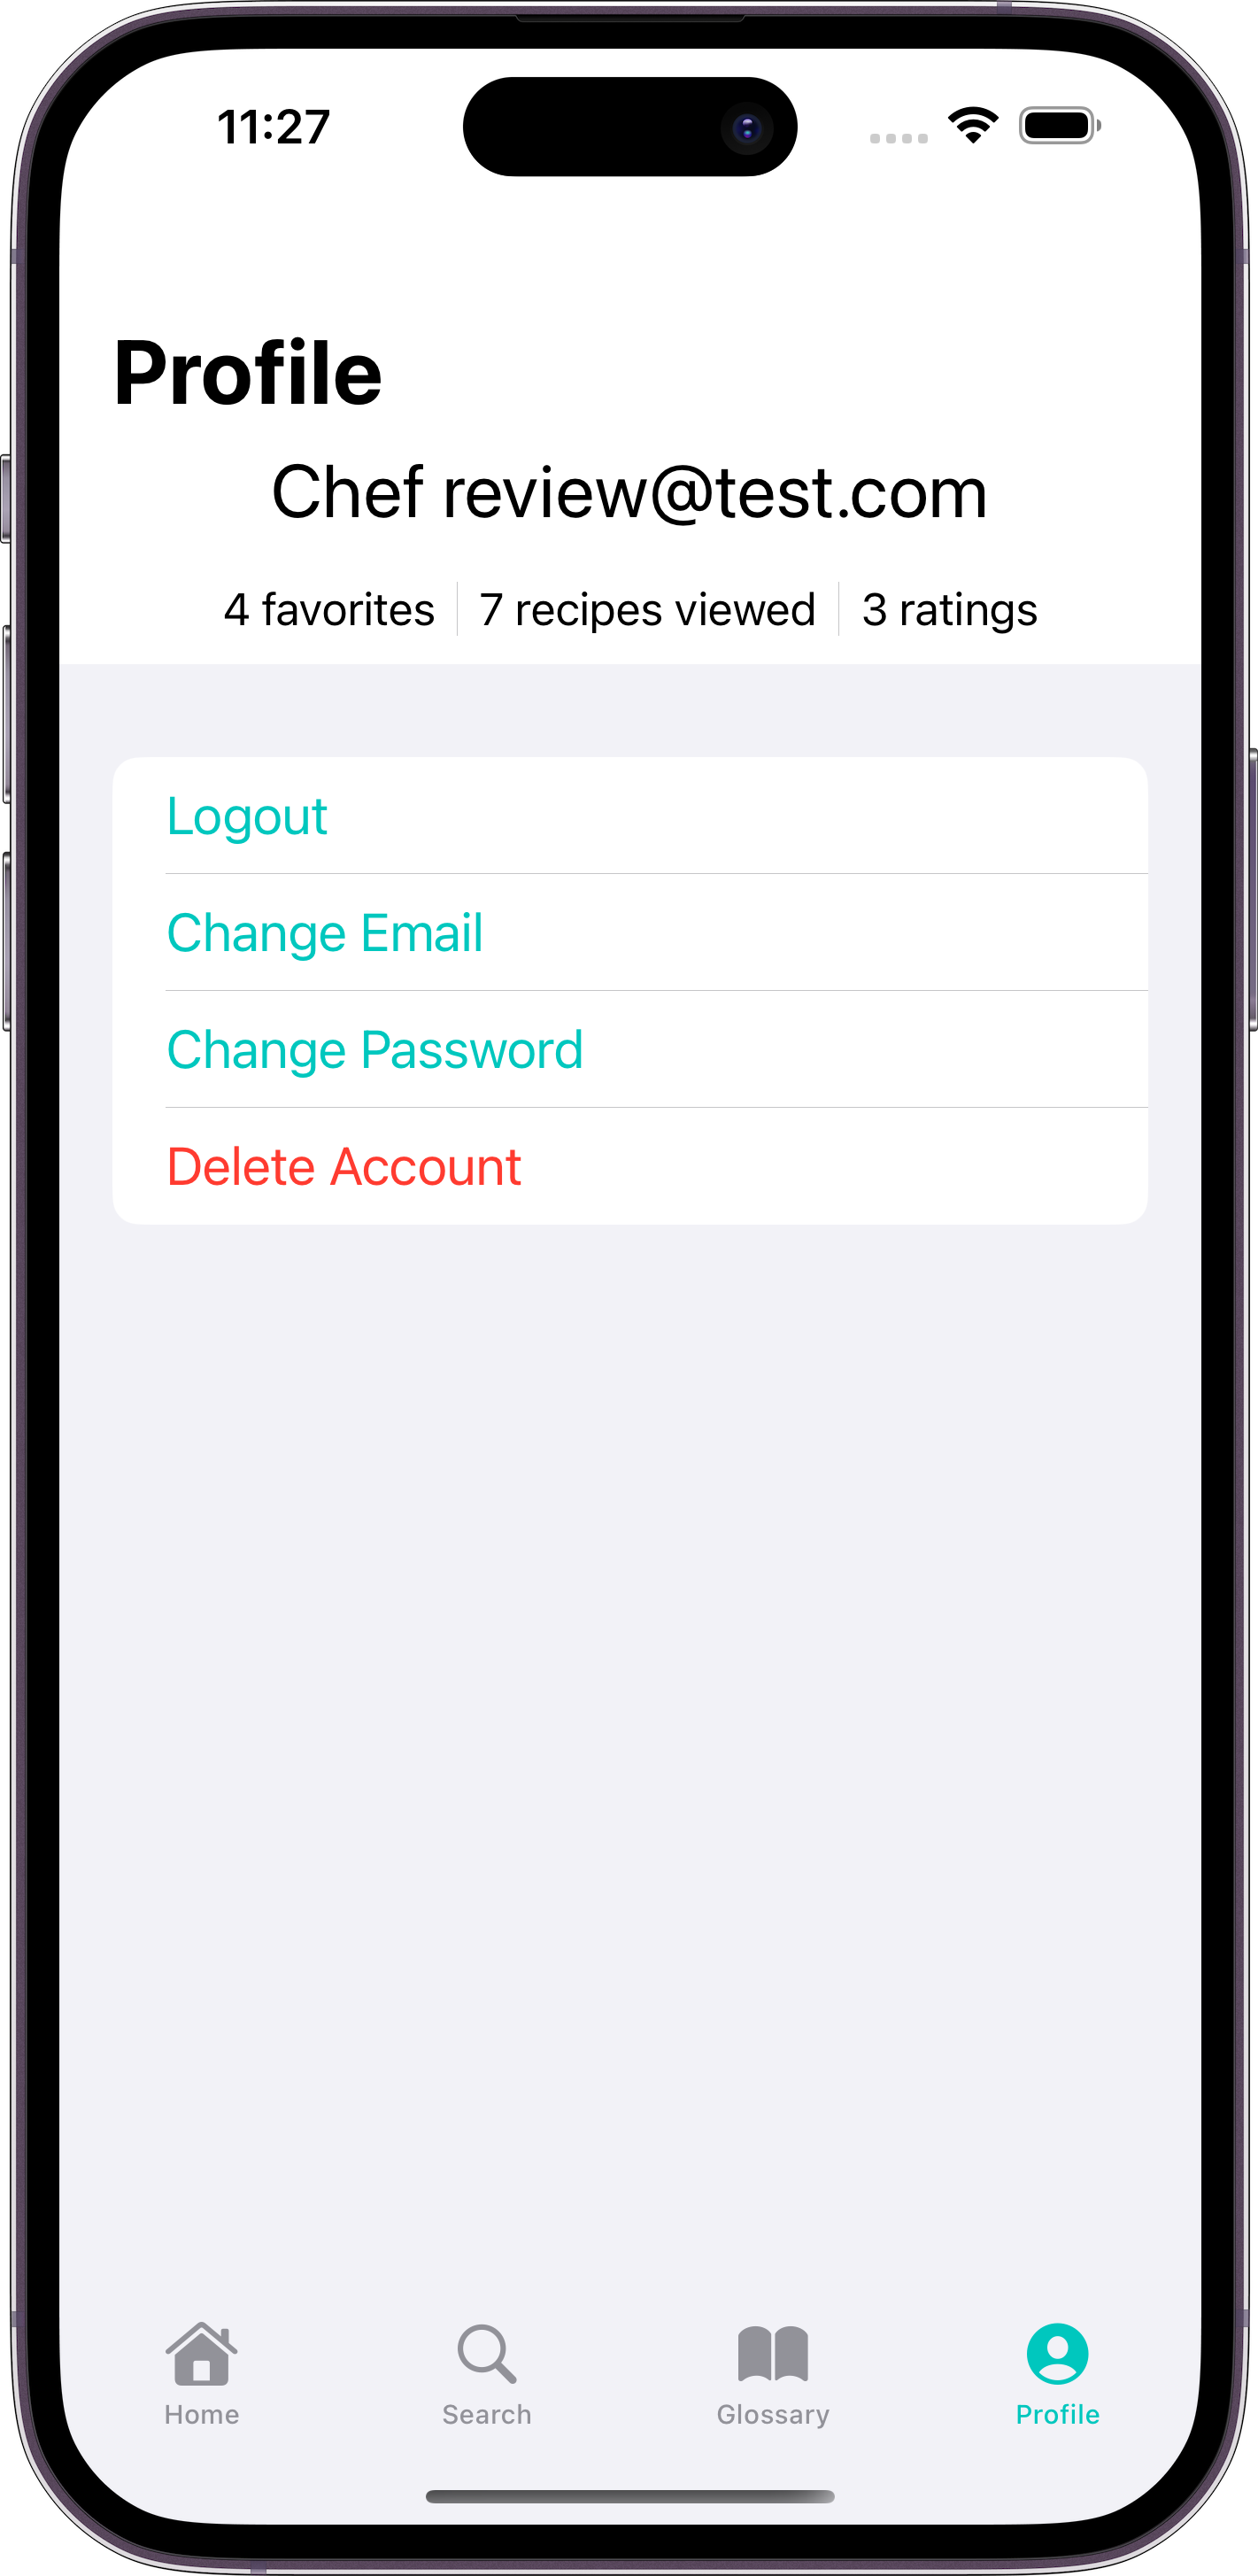 11:27
Profile
Chef review@test.com
4 favorites 7 recipes viewed 3 ratings
Logout
Change Email
Change Password
Delete Account
Home Search Glossary Profile